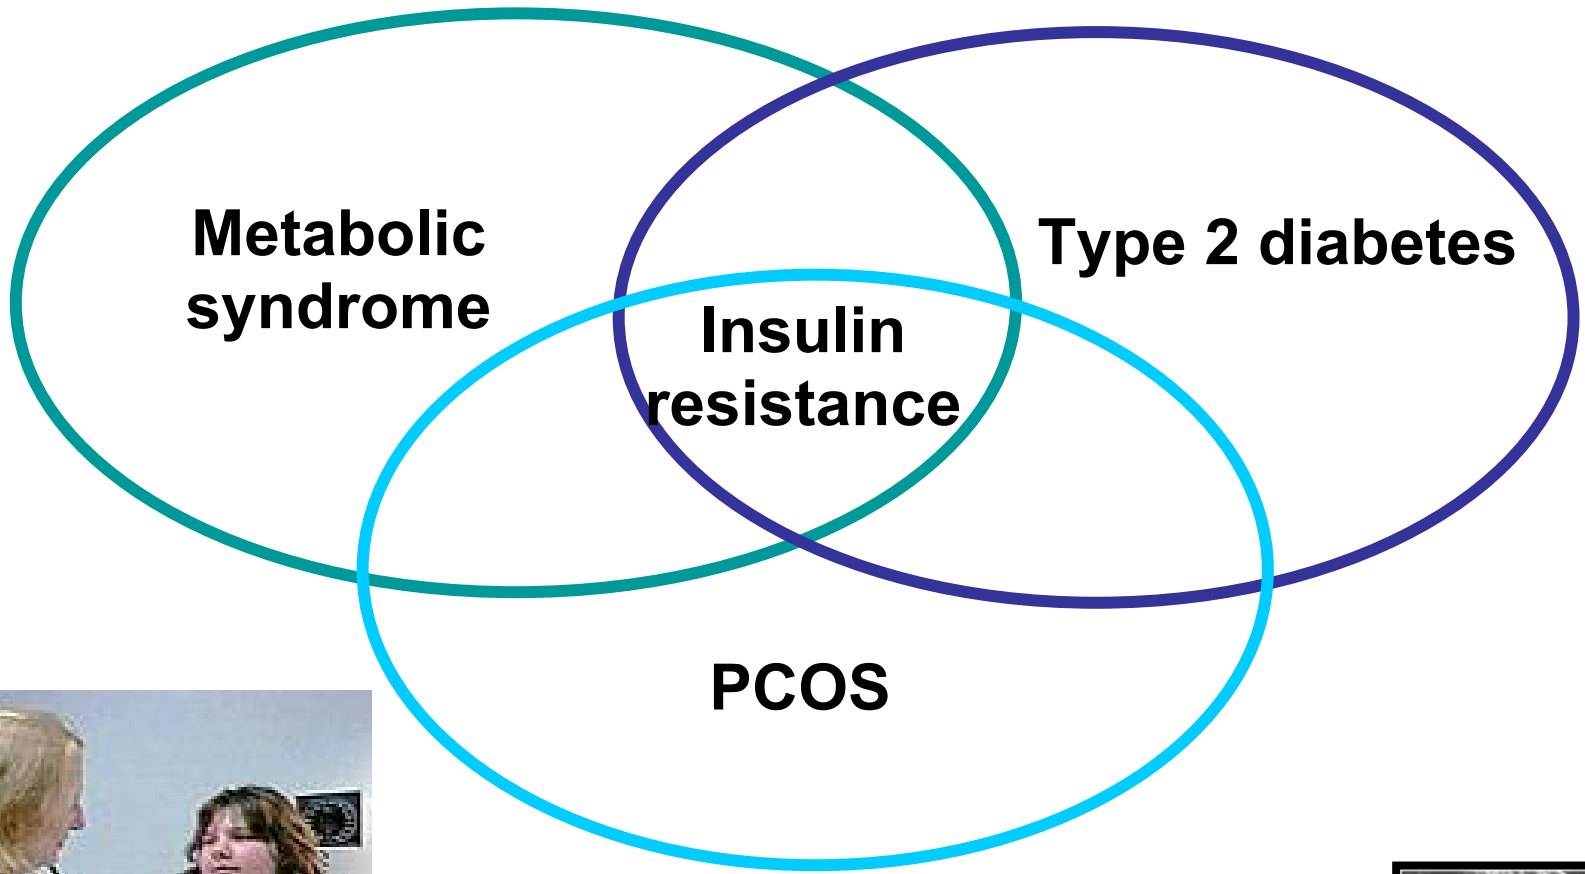 Metabolic
syndrome
Type 2 diabetes
Insulin
resistance
PCOS